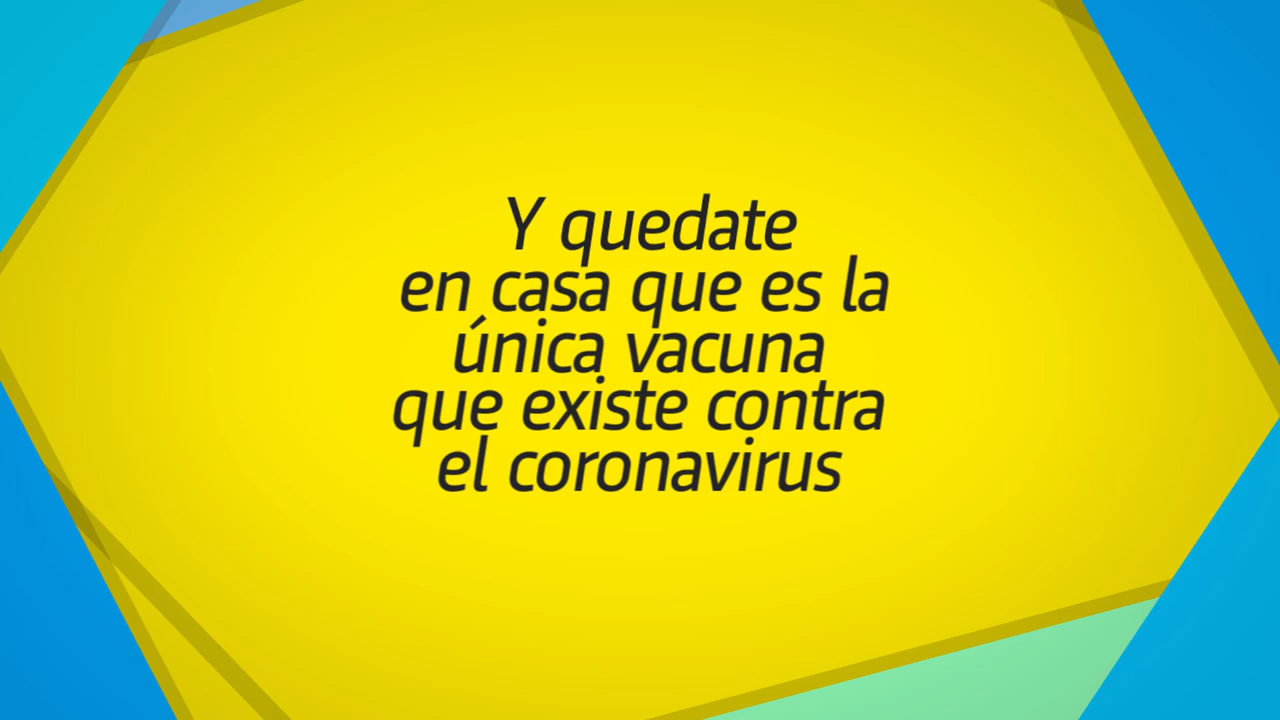 Y quedate
en casa que es la
única vacuna
que existe contra
el coronavirus